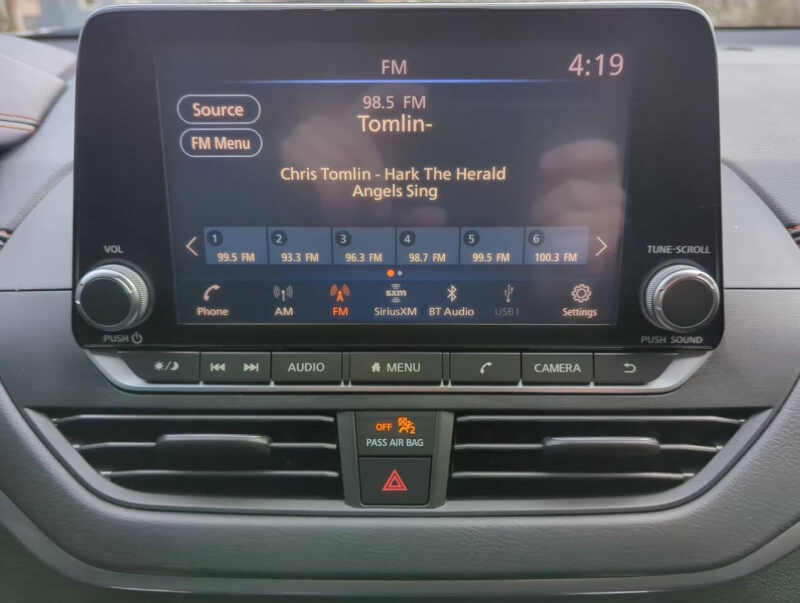 FM
4:19
Source
98.5 FM
Tomlin-
FM Menu
Chris Tomlin - Hark The Herald
Angels Sing
1
2
3
4
5
6
99.5 FM
93.3 FM
96.3 FM
98.7 FM
99.5 FM
100.3 FM
VOL
TUNE·SCROLL
sxm
Phone
AM
FM
SiriusXM
BT Audio
USB1
Settings
PUSH
PUSH SOUND
AUDIO
MENU
CAMERA
OFF
2
PASS AIR BAG